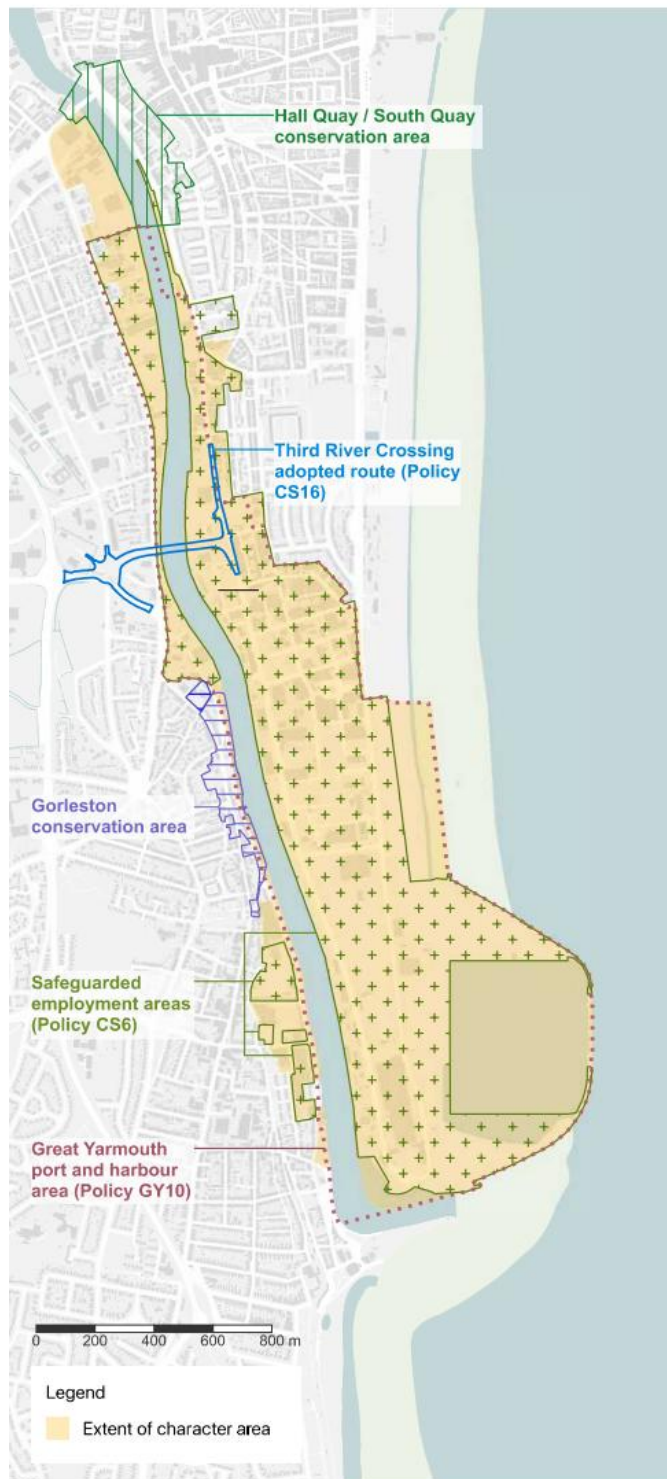 Hall Quay / South Quay
conservation area
Third River Crossing
adopted route (Policy
CS16)
Gorleston
conservation area
Safeguarded
employment areas
(Policy CS6)
Great Yarmouth
port and harbour
area (Policy GY10)
0 200 400 600 800 m
Legend
Extent of character area